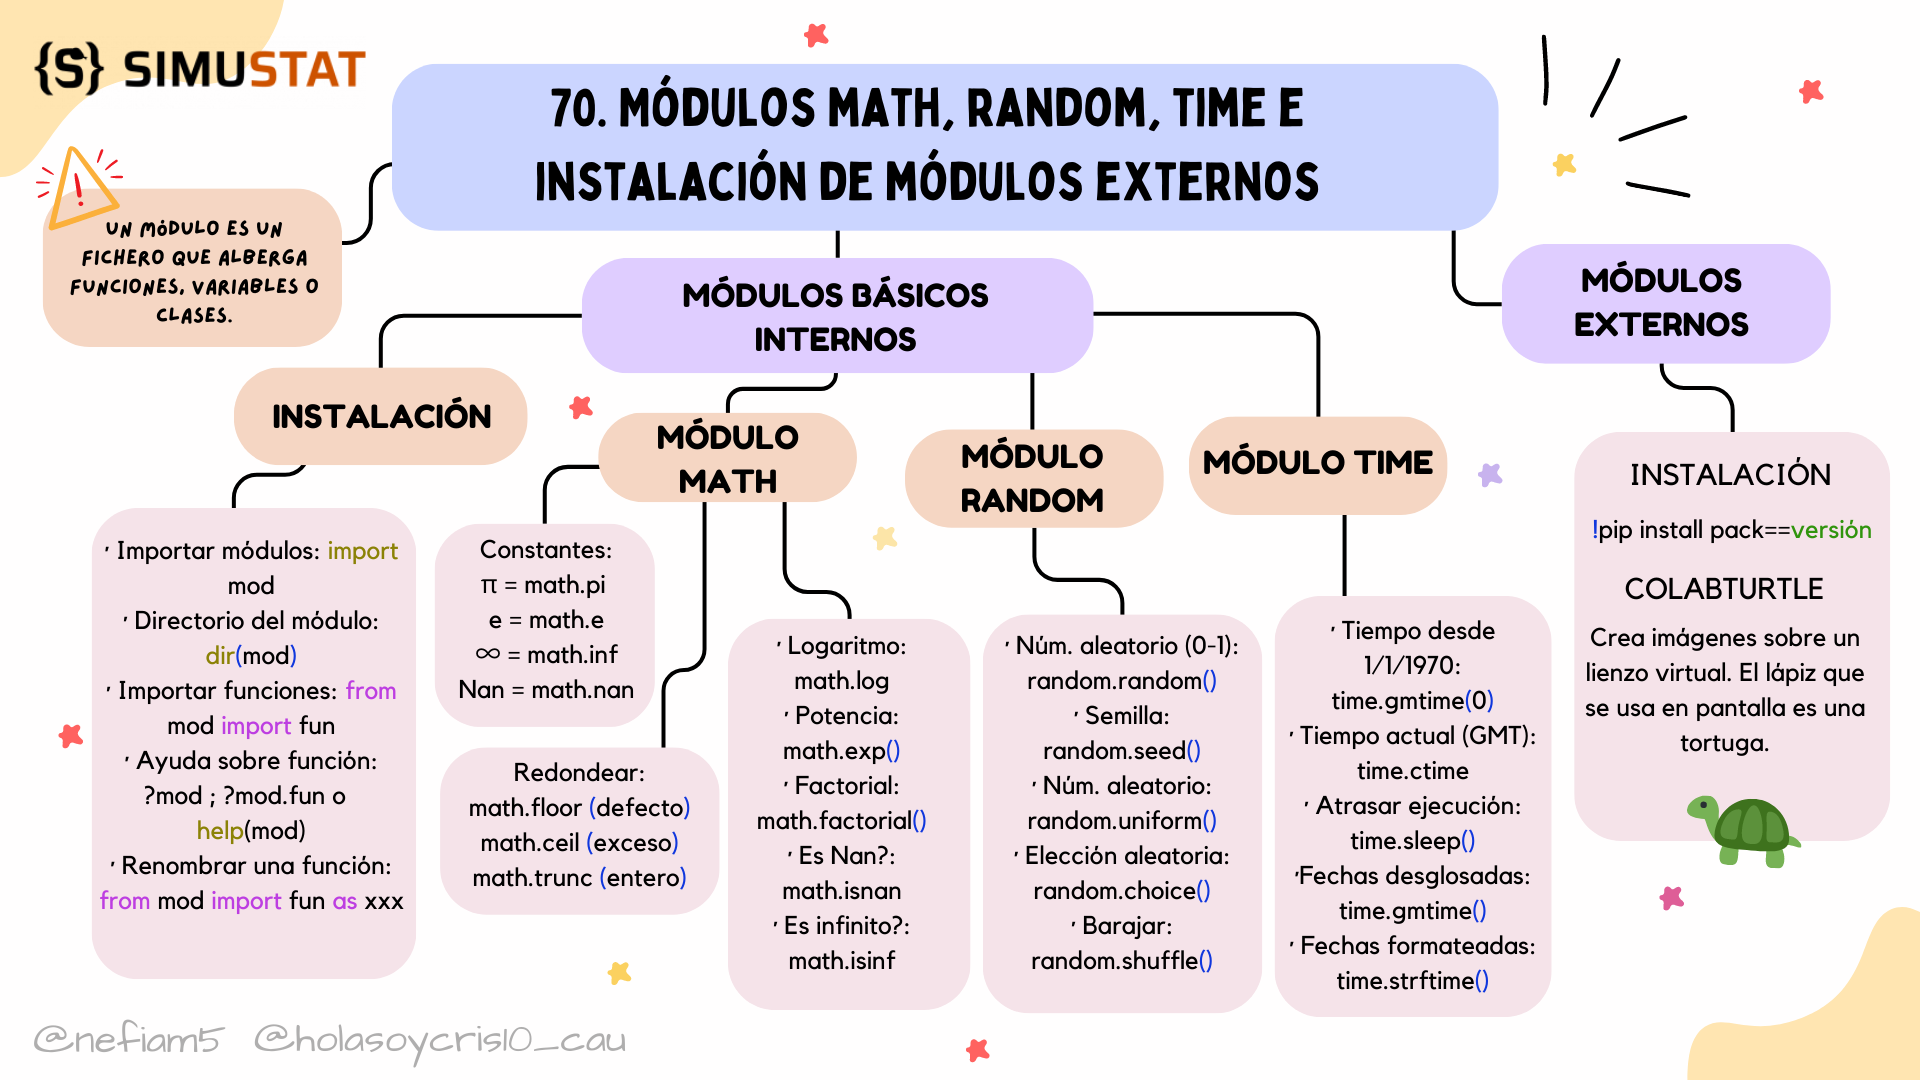 {S} SIMUSTAT
70. MÓDULOS MATH, RANDOM, TIME E
INSTALACIÓN DE MÓDULOS EXTERNOS
UN MÓDULO ES UN
FICHERO QUE ALBERGA
FUNCIONES, VARIABLES O
CLASES.
MÓDULOS BÁSICOS
INTERNOS
MÓDULOS
EXTERNOS
INSTALACIÓN
· Importar módulos: import
mod
· Directorio del módulo:
dir(mod)
· Importar funciones: from
mod import fun
· Ayuda sobre función:
?mod ; ?mod.fun o
help(mod)
· Renombrar una función:
from mod import fun as xxx
MÓDULO
MATH
Constantes:
π = math.pi
e = math.e
∞ = math.inf
Nan = math.nan
Redondear:
math.floor (defecto)
math.ceil (exceso)
math.trunc (entero)
· Logaritmo:
math.log
· Potencia:
math.exp()
· Factorial:
math.factorial()
· Es Nan?:
math.isnan
· Es infinito?:
math.isinf
MÓDULO
RANDOM
· Núm. aleatorio (0-1):
random.random()
· Semilla:
random.seed()
· Núm. aleatorio:
random.uniform()
· Elección aleatoria:
random.choice()
· Barajar:
random.shuffle()
MÓDULO TIME
· Tiempo desde
1/1/1970:
time.gmtime(0)
· Tiempo actual (GMT):
time.ctime
· Atrasar ejecución:
time.sleep()
·Fechas desglosadas:
time.gmtime()
· Fechas formateadas:
time.strftime()
INSTALACIÓN
!pip install pack==versión
COLABTURTLE
Crea imágenes sobre un
lienzo virtual. El lápiz que
se usa en pantalla es una
tortuga.
@nefiam5 @holasoycris10_cau